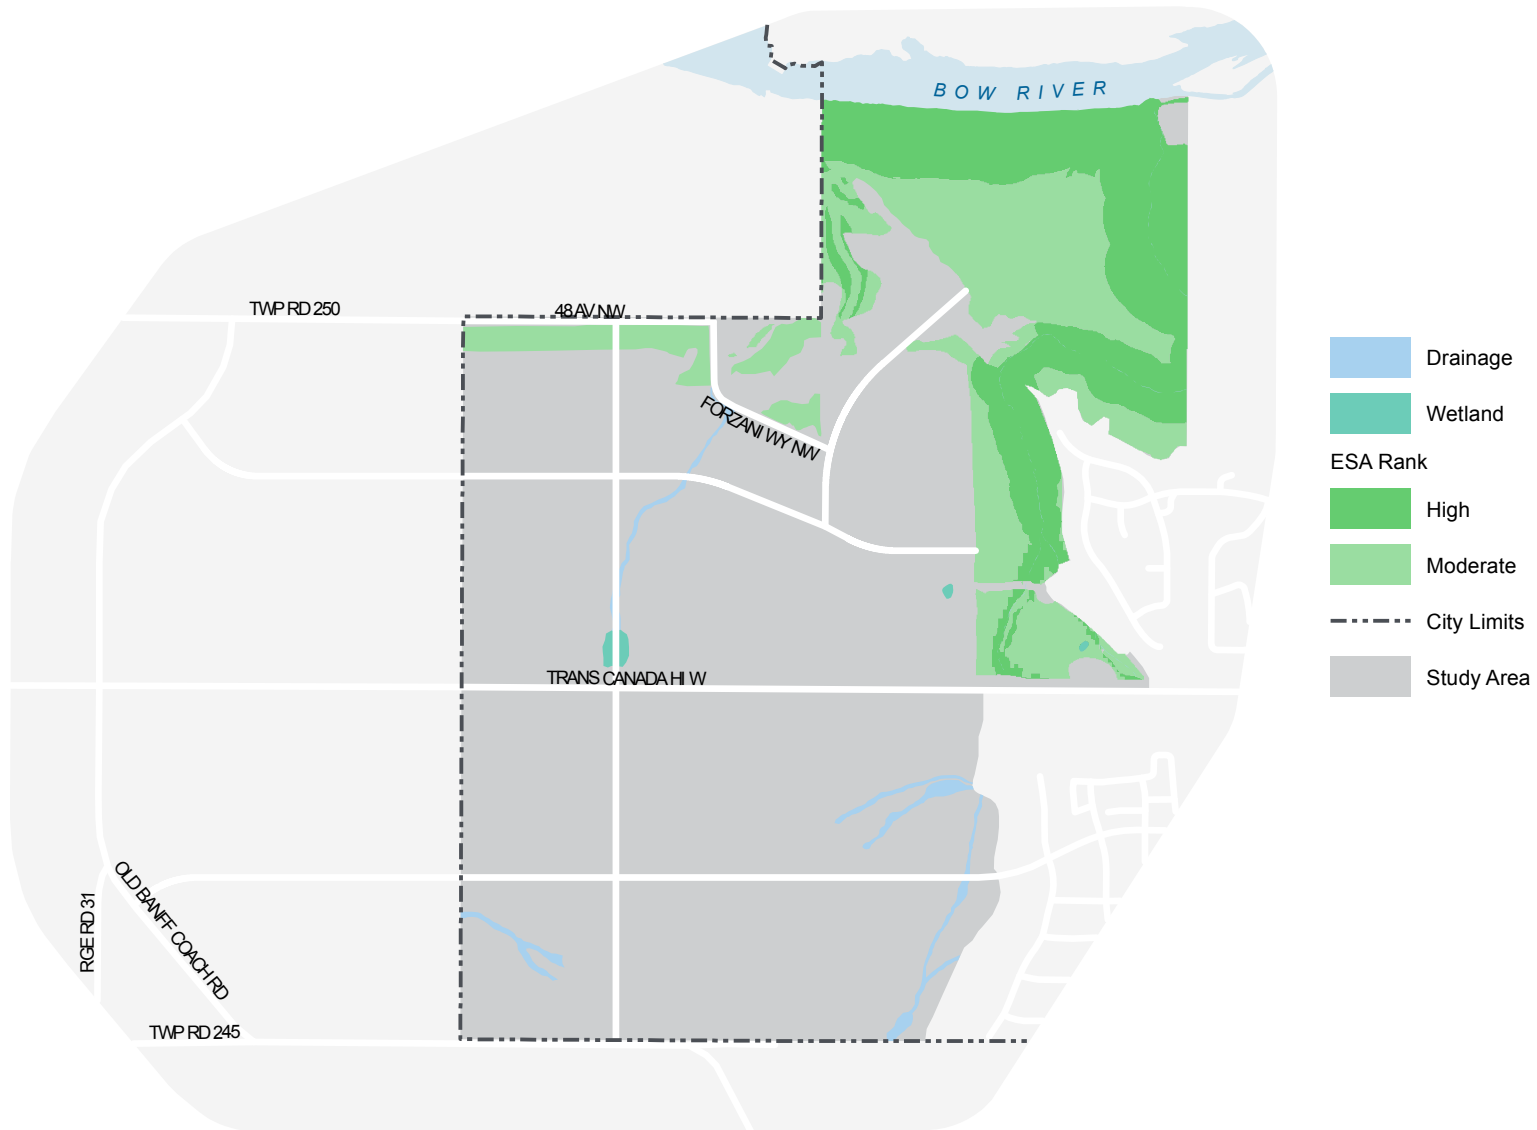 BOW RIVER
TWP RD 250
48 AV NW
FORZANI WY NW
TRANS CANADA HI W
OLD BANFF COACH RD
RGE RD 31
TWP RD 245
Drainage
Wetland
ESA Rank
High
Moderate
City Limits
Study Area